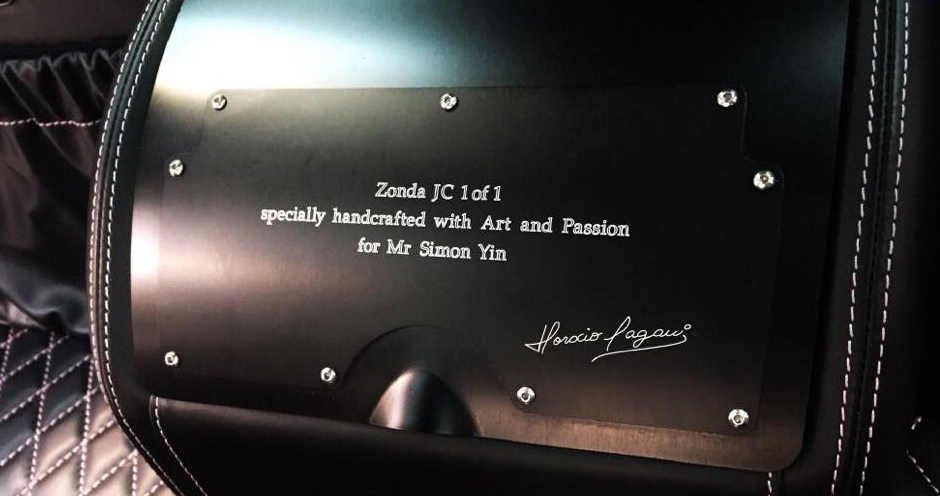 Zonda JC 1 of 1
specially handcrafted with Art and Passion
for Mr Simon Yin
Horacio Pagani